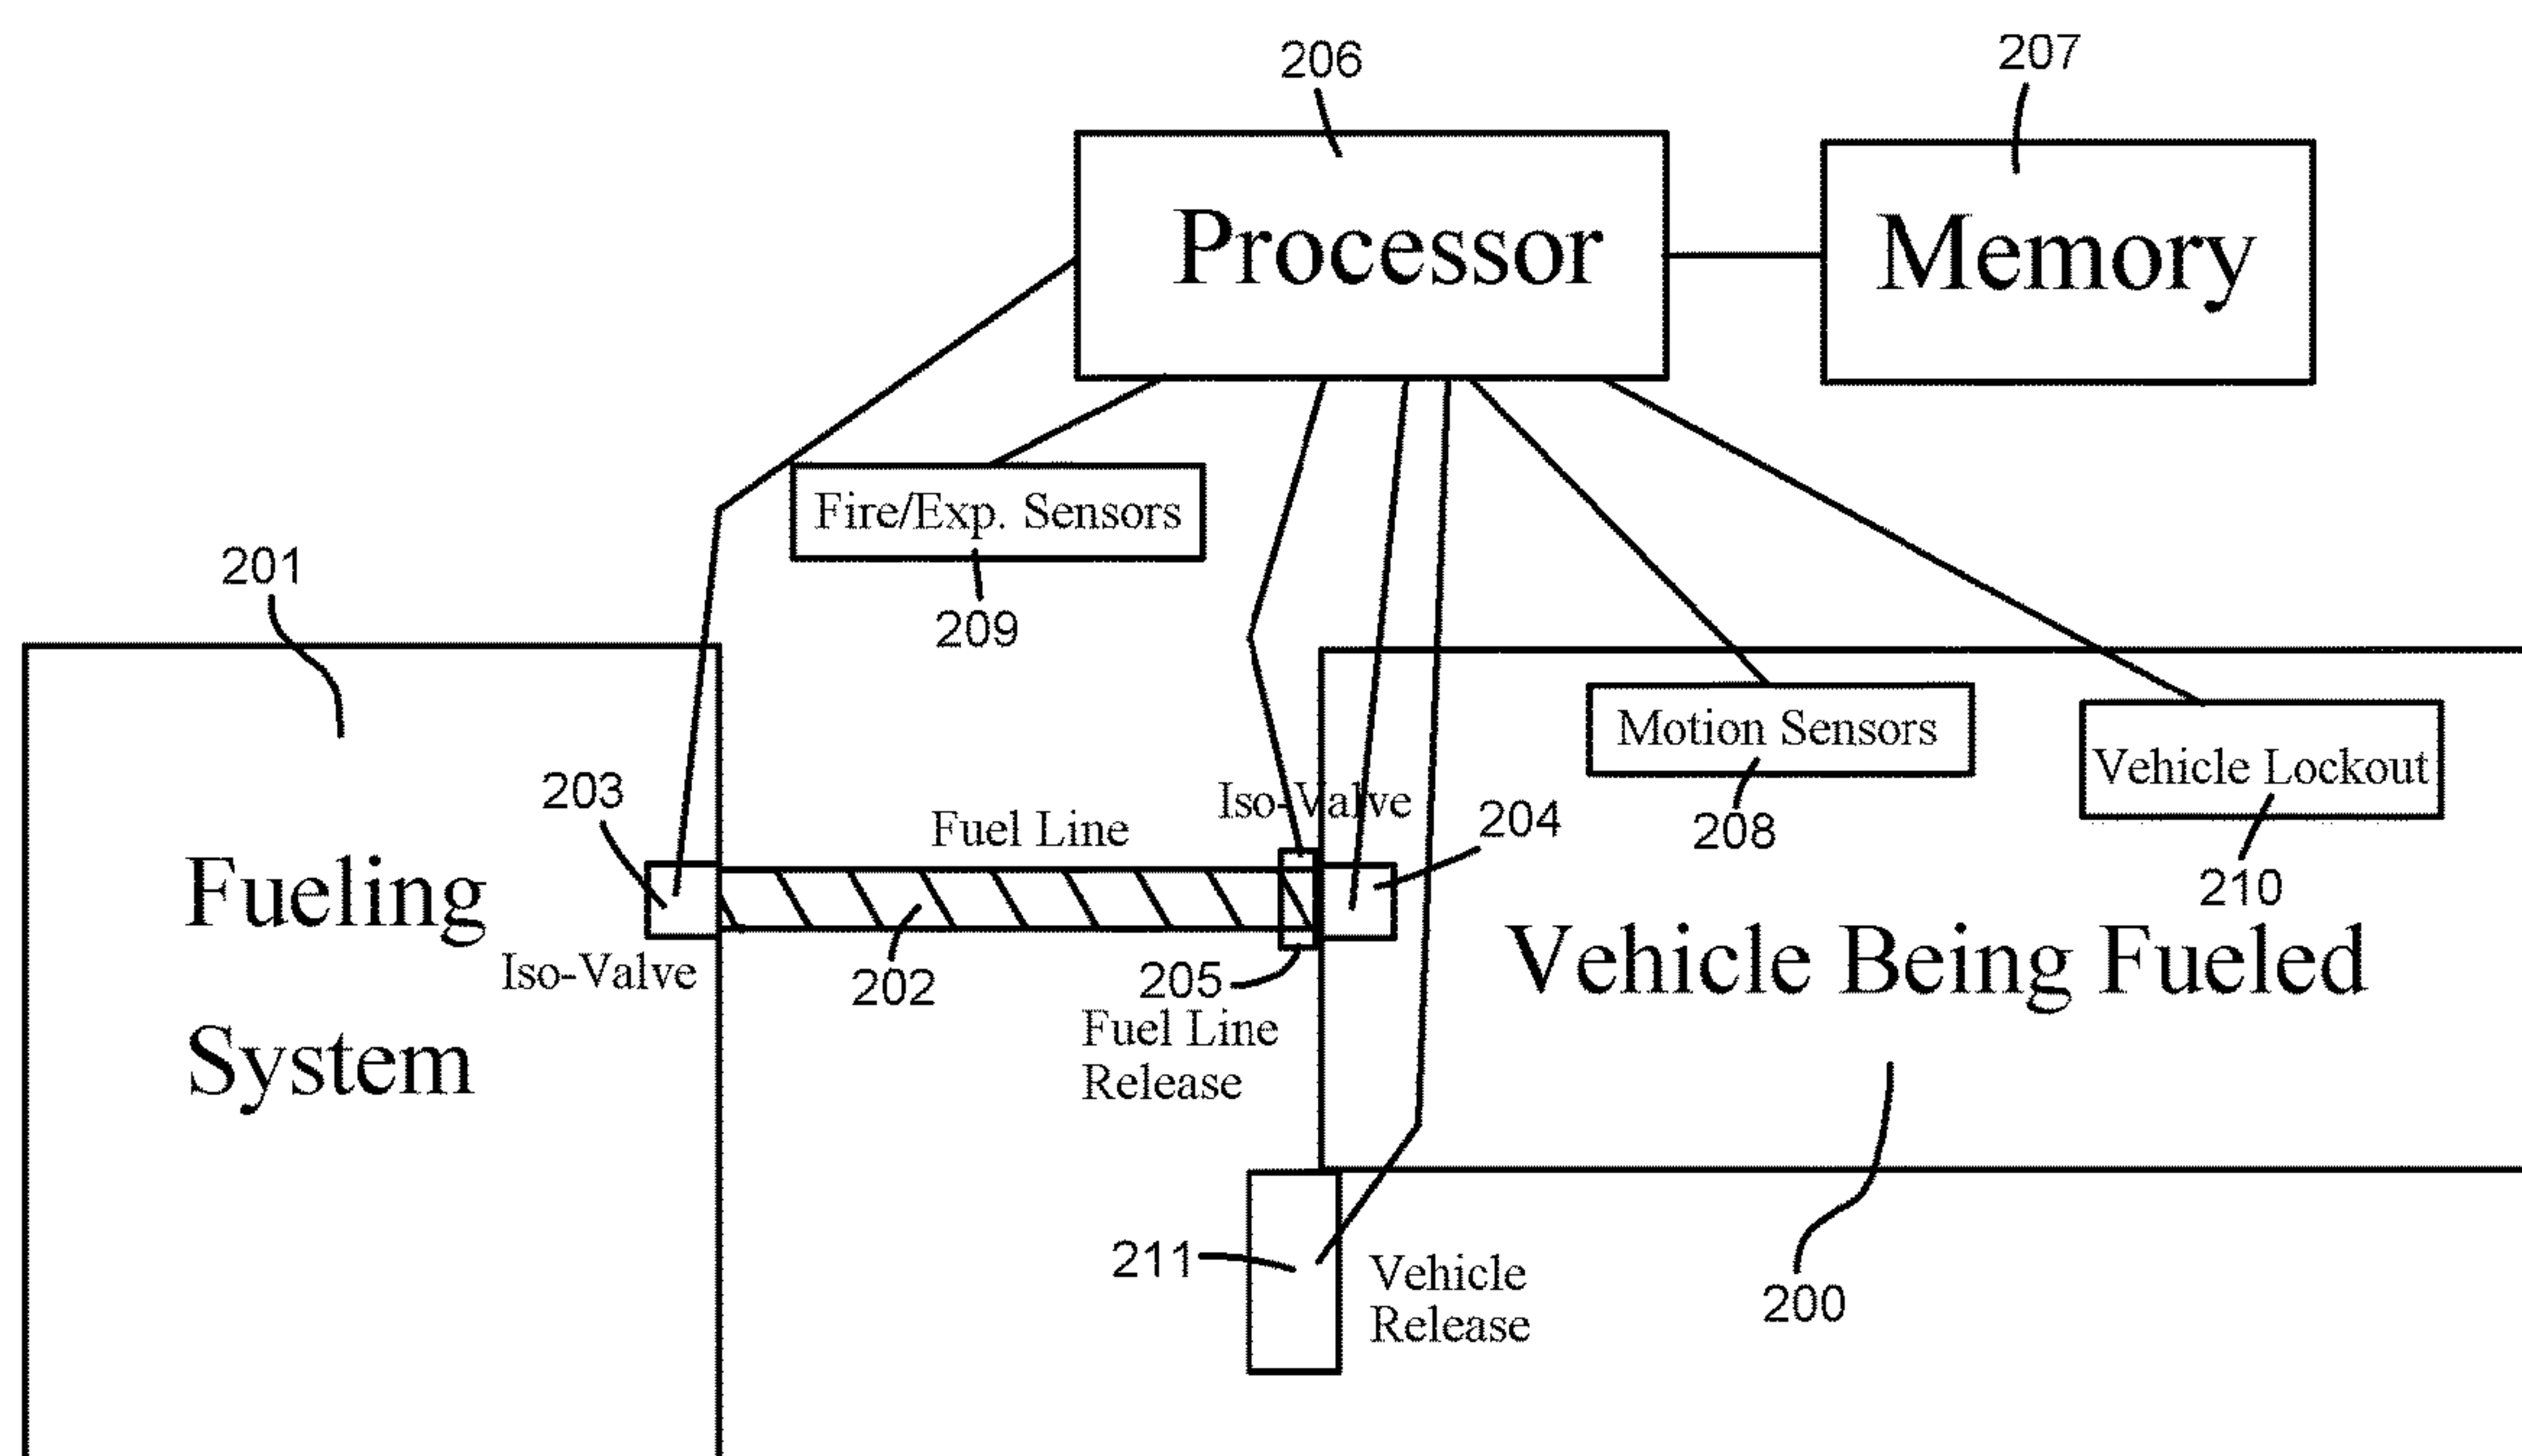 206
207
Processor
Memory
Fire/Exp. Sensors
209
201
Motion Sensors
Vehicle Lockout
203
Fuel Line
Iso-Valve
204
208
210
Fueling
System
Iso-Valve
202
205
Fuel Line
Release
Vehicle Being Fueled
211
Vehicle
Release
200